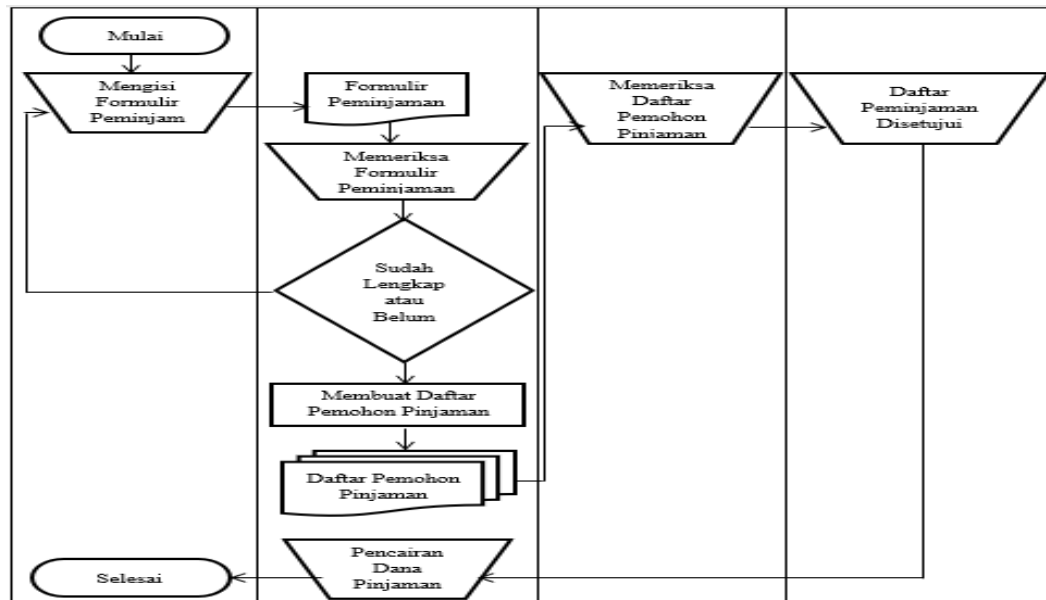 Mulai
Mengisi
Formulir
Peminjam
Formulir
Peminjaman
Memeriksa
Formulir
Peminjaman
Sudah
Lengkap
atau
Belum
Membuat Daftar
Pemohon Pinjaman
Daftar Pemohon
Pinjaman
Memeriksa
Daftar
Pemohon
Pinjaman
Daftar
Peminjaman
Disetujui
Pencairan
Dana
Pinjaman
Selesai